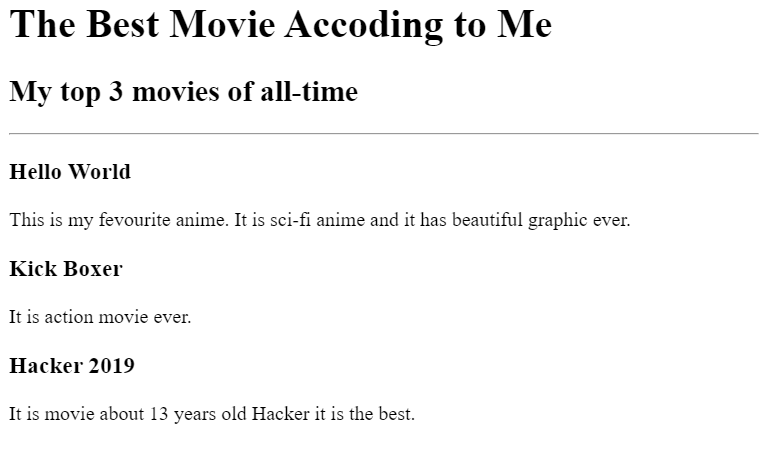 The Best Movie Accoding to Me
My top 3 movies of all-time
Hello World
This is my fevourite anime. It is sci-fi anime and it has beautiful graphic ever.
Kick Boxer
It is action movie ever.
Hacker 2019
It is movie about 13 years old Hacker it is the best.